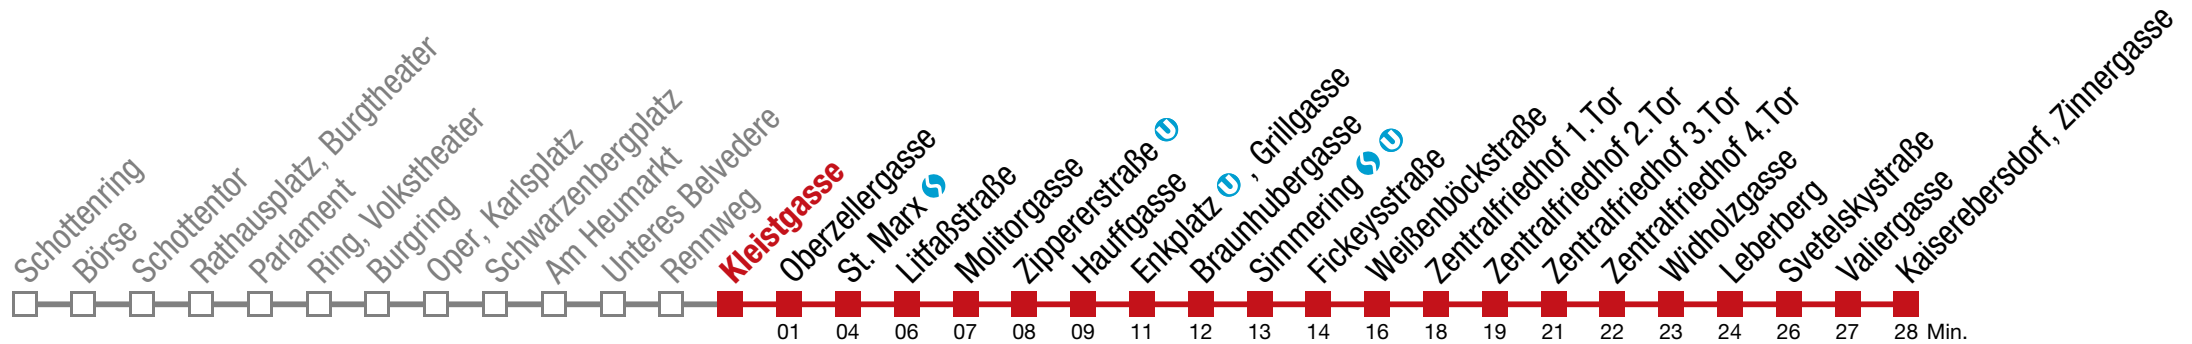 Schottenring
Börse
Schottentor
Rathausplatz, Burgtheater
Parlament
Ring, Volkstheater
Burgring
Oper, Karlsplatz
Schwarzenbergplatz
Am Heumarkt
Unteres Belvedere
Rennweg
Kleistgasse
Oberzellergasse
St. Marx S
Litfaßstraße
Molitorgasse
Zippererstraße U
Hauffgasse
Enkplatz U , Grillgasse
Braunhubergasse
Simmering S U
Fickeysstraße
Weißenböckstraße
Zentralfriedhof 1.Tor
Zentralfriedhof 2.Tor
Zentralfriedhof 3.Tor
Zentralfriedhof 4.Tor
Widholzgasse
Leberberg
Svetelskystraße
Valiergasse
Kaiserebersdorf, Zinnergasse
01 04 06 07 08 09 11 12 13 14 16 18 19 21 22 23 24 26 27 28 Min.